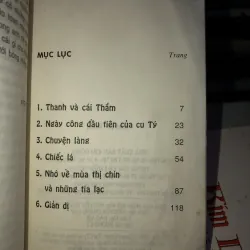 MỤC LỤC Trang
1. Thanh và cái Thắm 7
2. Ngày công đầu tiên của cu Tý 23
3. Chuyện làng 32
4. Chiếc lá 54
5. Nhớ về mùa thị chín
và những tia lạc 87
6. Giản dị 118